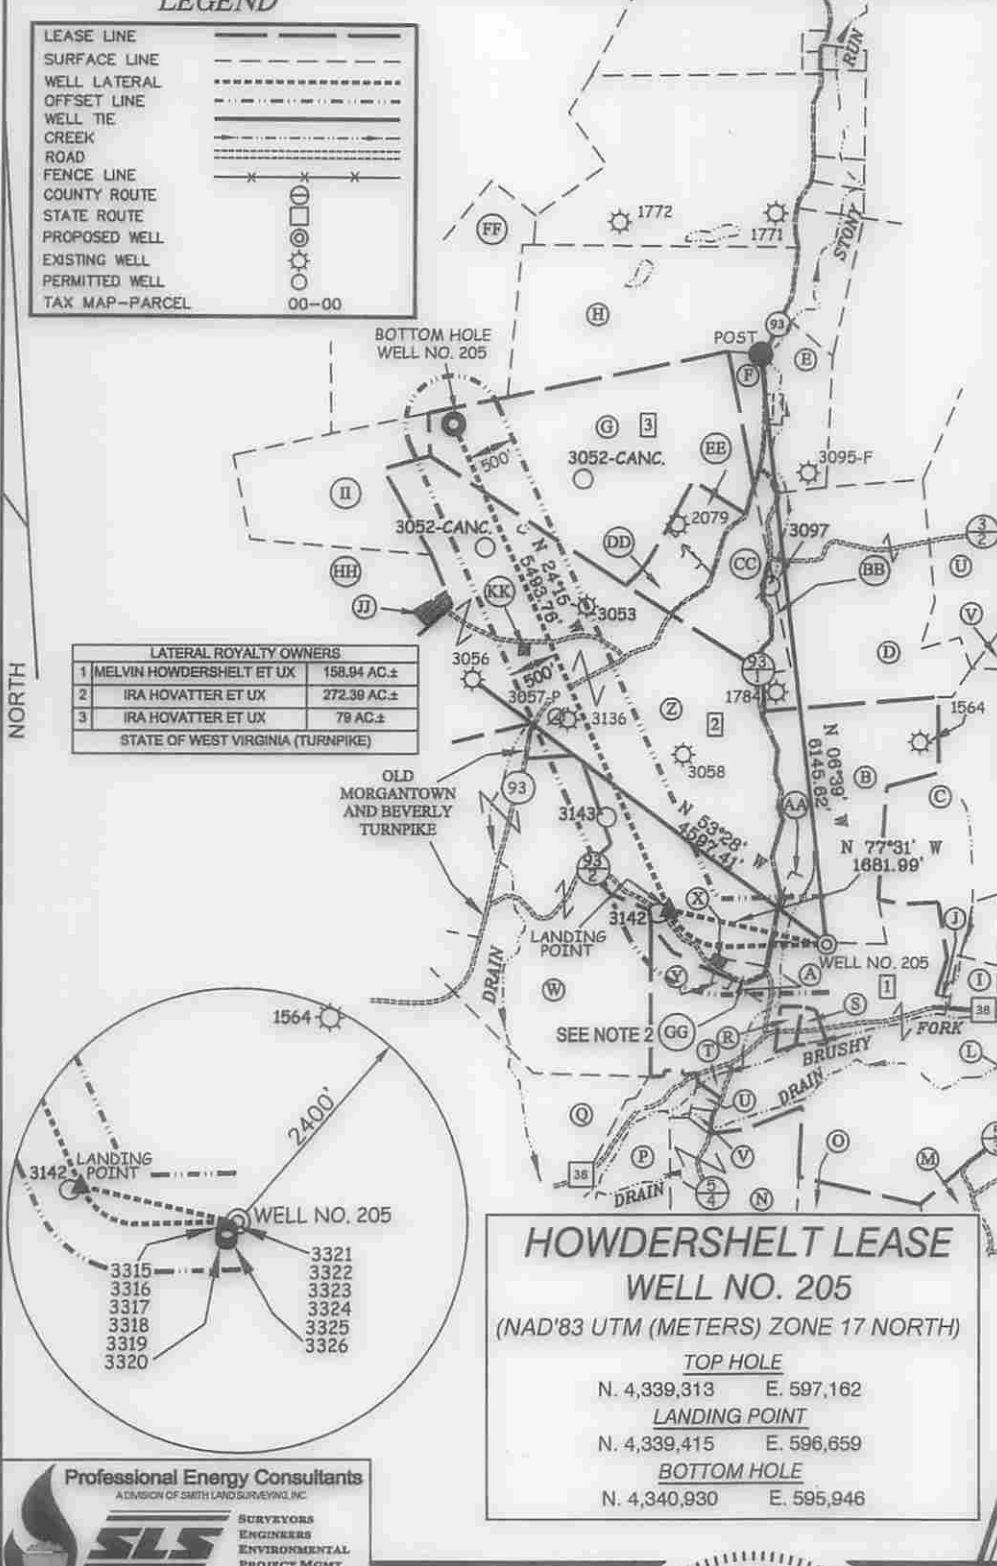 LEGEND
LEASE LINE
SURFACE LINE
WELL LATERAL
OFFSET LINE
WELL TIE
CREEK
ROAD
FENCE LINE
COUNTY ROUTE
STATE ROUTE
PROPOSED WELL
EXISTING WELL
PERMITTED WELL
TAX MAP-PARCEL 00-00
RUN
STONY
FF
1772
1771
H
93
POST
E
F
BOTTOM HOLE
WELL NO. 205
G 3
500'
3052-CANC.
EE
3095-F
II
2079
3052-CANC.
3097
3
2
DD
CC
BB
U
HH
KK
N 24°15' W
5493.76'
JJ
3053
V
D
LATERAL ROYALTY OWNERS
1 MELVIN HOWDERSHELT ET UX 158.94 AC.±
2 IRA HOVATTER ET UX 272.39 AC.±
3 IRA HOVATTER ET UX 79 AC.±
STATE OF WEST VIRGINIA (TURNPIKE)
NORTH
3056
500'
93
1
1784
3057-P
3136
Z
2
1564
3058
N 06°39' W
6145.62'
B
C
OLD
MORGANTOWN
AND BEVERLY
TURNPIKE
93
3143
AA
N 53°28' W
4597.41'
N 77°31' W
1681.99'
93
2
X
3142
J
LANDING
POINT
WELL NO. 205
DRAIN
W
Y
A
1
I
S
38
SEE NOTE 2
GG
R
T
BRUSHY
FORK
L
DRAIN
U
Q
O
P
V
M
38
DRAIN
5
4
N
1564
2400'
LANDING
POINT
3142
WELL NO. 205
3315
3316
3317
3318
3319
3320
3321
3322
3323
3324
3325
3326
HOWDERSHELT LEASE
WELL NO. 205
(NAD'83 UTM (METERS) ZONE 17 NORTH)
TOP HOLE
N. 4,339,313 E. 597,162
LANDING POINT
N. 4,339,415 E. 596,659
BOTTOM HOLE
N. 4,340,930 E. 595,946
Professional Energy Consultants
A DIVISION OF SMITH LAND SURVEYING, INC.
SLS
SURVEYORS
ENGINEERS
ENVIRONMENTAL
PROJECT MGMT.